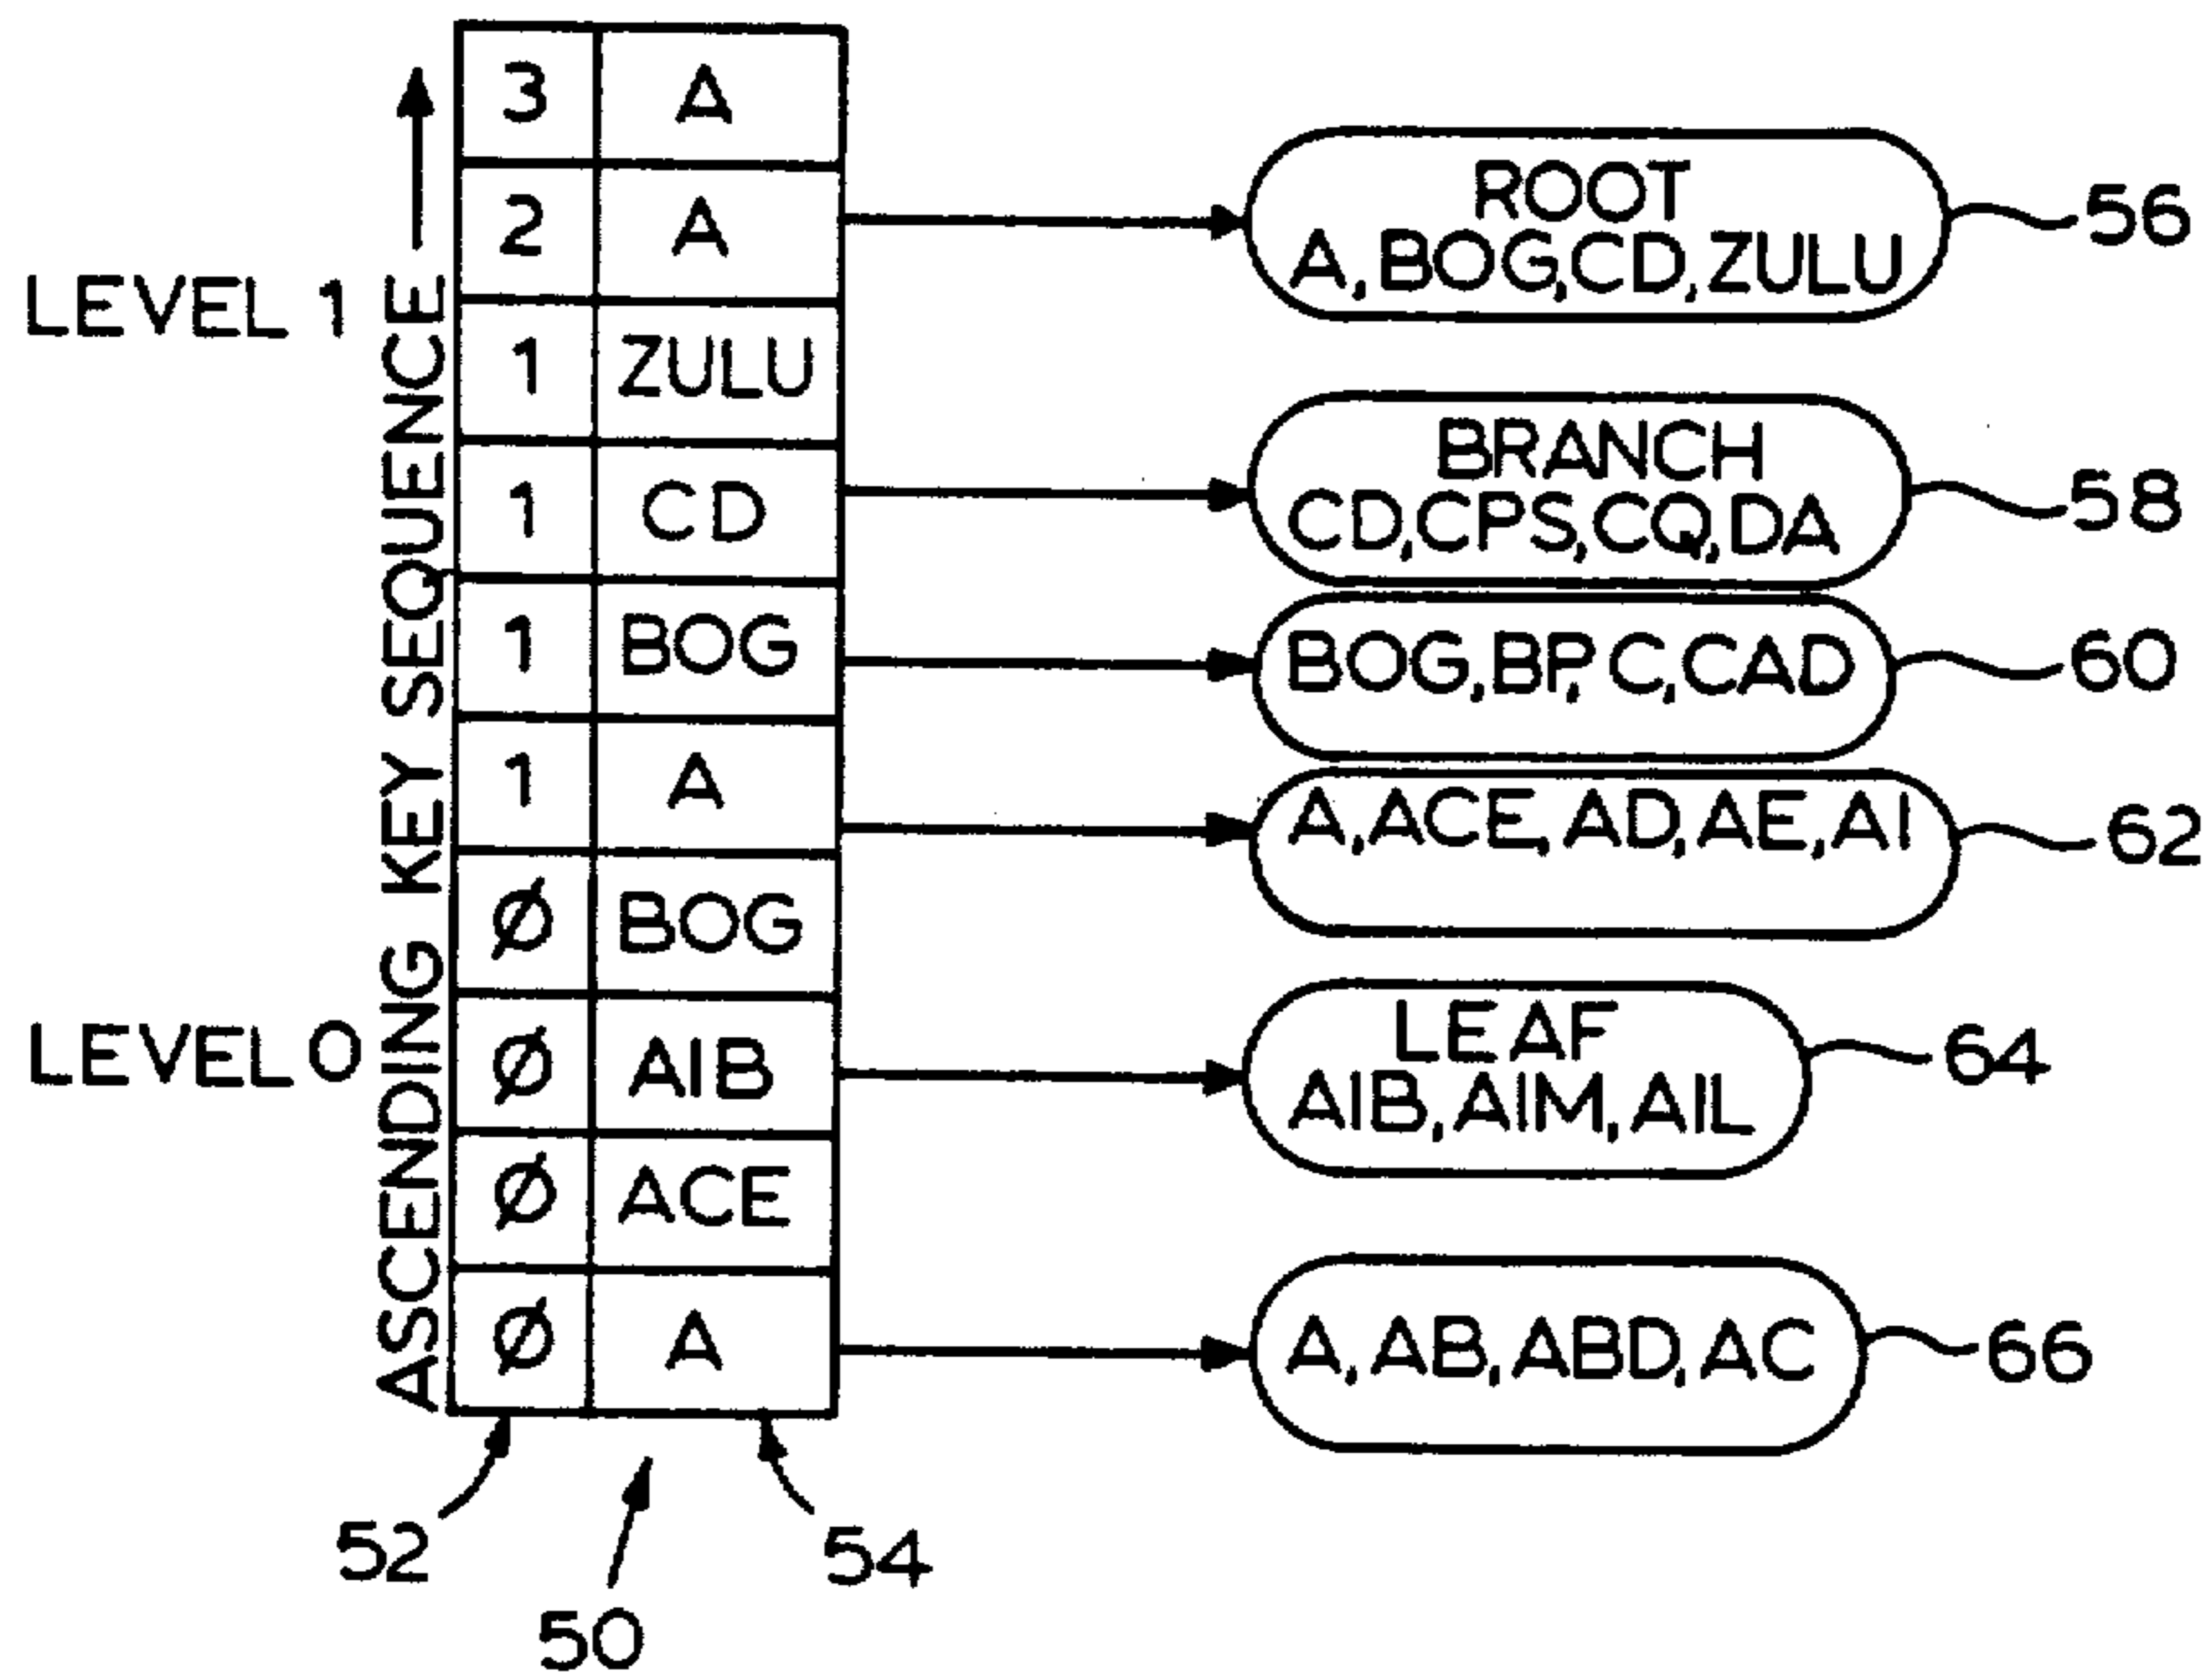 3 A
2 A
1 ZULU
1 CD
1 BOG
1 A
Ø BOG
Ø AIB
Ø ACE
Ø A
LEVEL 1
LEVEL 0
ASCENDING KEY SEQUENCE
ROOT
A, BOG, CD, ZULU
56
BRANCH
CD, CPS, CQ, DA
58
BOG, BP, C, CAD
60
A, ACE, AD, AE, AI
62
LEAF
AIB, AIM, AIL
64
A, AB, ABD, AC
66
52
50
54